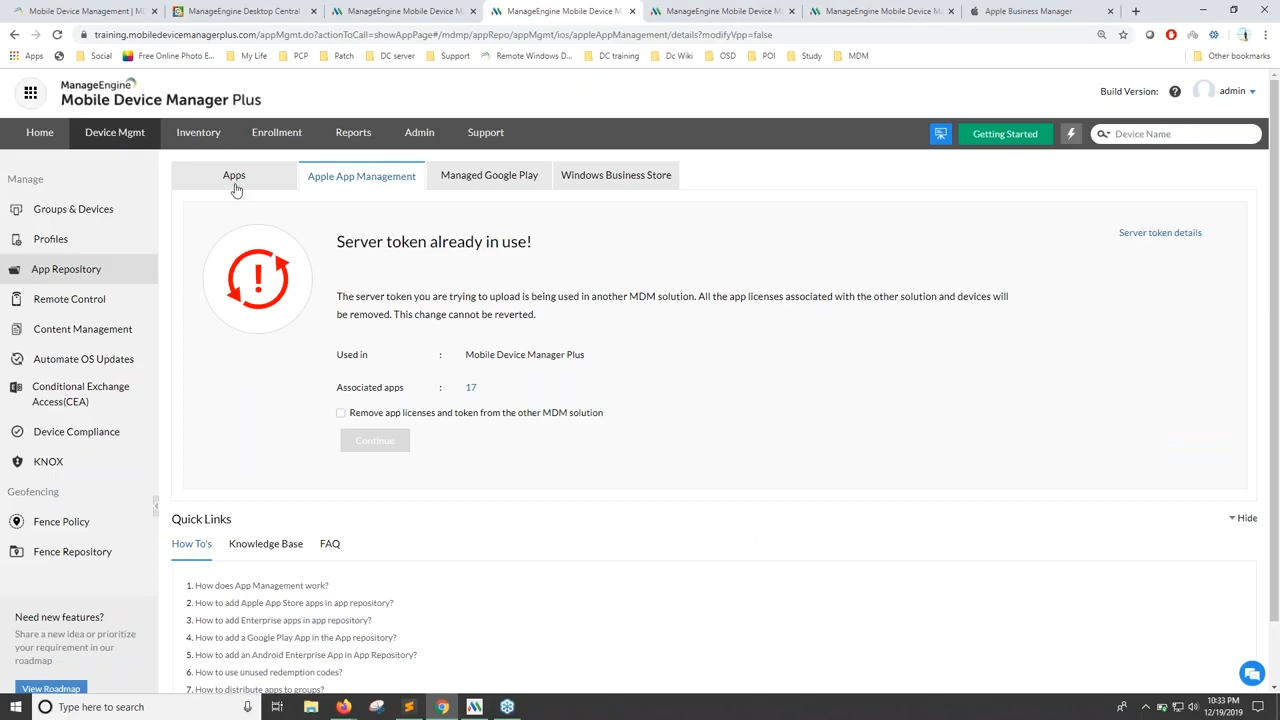 Mobile Device Management | MD
ManageEngine Desktop Central
ManageEngine Mobile Device M
ManageEngine Mobile Device M
ManageEngine Mobile Device M
ManageEngine Mobile Device M
Apple Business Manager
training.mobiledevicemanagerplus.com/appMgmt.do?actionToCall=showAppPage#/mdmp/appRepo/appMgmt/ios/appleAppManagement/details?modifyVpp=false
Apps
Social
Free Online Photo E...
My Life
PCP
Patch
DC server
Support
Remote Windows D...
DC training
Dc Wiki
OSD
POI
Study
MDM
Other bookmarks
ManageEngine
Mobile Device Manager Plus
Build Version:
admin
Home
Device Mgmt
Inventory
Enrollment
Reports
Admin
Support
Getting Started
Device Name
Manage
Groups & Devices
Profiles
App Repository
Remote Control
Content Management
Automate OS Updates
Conditional Exchange
Access(CEA)
Device Compliance
KNOX
Geofencing
Fence Policy
Fence Repository
Need new features?
Share a new idea or prioritize
your requirement in our
roadmap
View Roadmap
Apps
Apple App Management
Managed Google Play
Windows Business Store
Server token already in use!
Server token details
The server token you are trying to upload is being used in another MDM solution. All the app licenses associated with the other solution and devices will
be removed. This change cannot be reverted.
Used in : Mobile Device Manager Plus
Associated apps : 17
Remove app licenses and token from the other MDM solution
Continue
Quick Links
Hide
How To's
Knowledge Base
FAQ
1. How does App Management work?
2. How to add Apple App Store apps in app repository?
3. How to add Enterprise apps in app repository?
4. How to add a Google Play App in the App repository?
5. How to add an Android Enterprise App in App Repository?
6. How to use unused redemption codes?
7. How to distribute apps to groups?
Type here to search
10:33 PM
12/19/2019